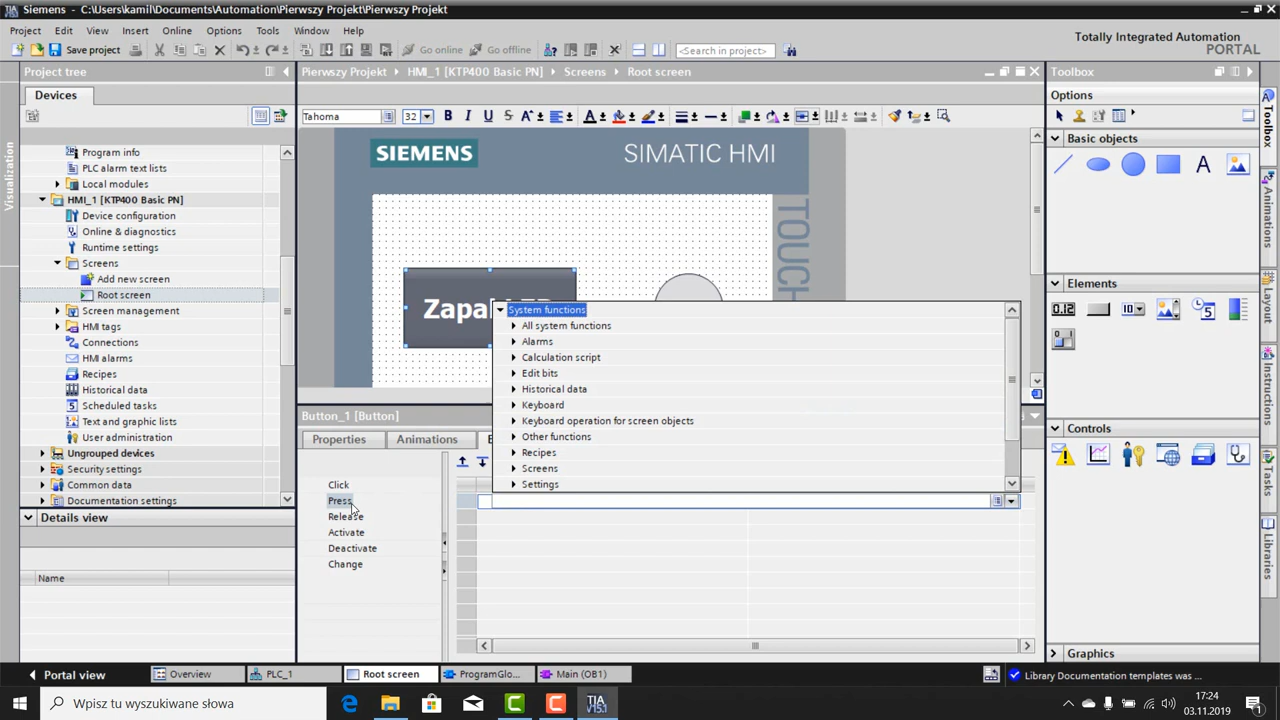 Siemens - C:\Users\kamil\Documents\Automation\Pierwszy Projekt\Pierwszy Projekt
Project Edit View Insert Online Options Tools Window Help
Totally Integrated Automation
PORTAL
Save project Go online Go offline <Search in project>
Project tree
Pierwszy Projekt HMI_1 [KTP400 Basic PN] Screens Root screen
Toolbox
Devices
Options
Tahoma 32 B I U S A
Visualization
Program info
PLC alarm text lists
Local modules
HMI_1 [KTP400 Basic PN]
Device configuration
Online & diagnostics
Runtime settings
Screens
Add new screen
Root screen
Screen management
HMI tags
Connections
HMI alarms
Recipes
Historical data
Scheduled tasks
Text and graphic lists
User administration
Ungrouped devices
Security settings
Common data
Documentation settings
Details view
Name
SIEMENS SIMATIC HMI
TOUCH
System functions
All system functions
Alarms
Calculation script
Edit bits
Historical data
Keyboard
Keyboard operation for screen objects
Other functions
Recipes
Screens
Settings
Button_1 [Button]
Properties Animations
Click
Press
Release
Activate
Deactivate
Change
Basic objects
A
Elements
0.12
10
5
Controls
Graphics
Toolbox
Animations
Layout
Instructions
Tasks
Libraries
Portal view Overview PLC_1 Root screen ProgramGlo... Main (OB1) Library Documentation templates was ...
Wpisz tu wyszukiwane słowa
TIA
V15.1
17:24
03.11.2019
1